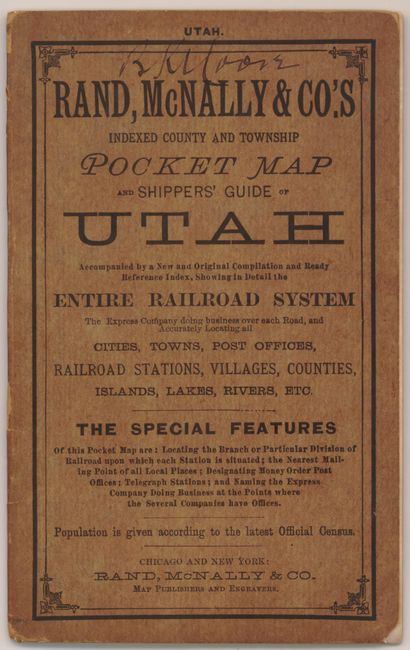 UTAH.
RAND, McNALLY & CO.'S
INDEXED COUNTY AND TOWNSHIP
POCKET MAP
AND SHIPPERS' GUIDE OF
UTAH
Accompanied by a New and Original Compilation and Ready
Reference Index, Showing in Detail the
ENTIRE RAILROAD SYSTEM
The Express Company doing business over each Road, and
Accurately Locating all
CITIES, TOWNS, POST OFFICES,
RAILROAD STATIONS, VILLAGES, COUNTIES,
ISLANDS, LAKES, RIVERS, ETC.
THE SPECIAL FEATURES
Of this Pocket Map are: Locating the Branch or Particular Division of
Railroad upon which each Station is situated; the Nearest Mail-
ing Point of all Local Places; Designating Money Order Post
Offices; Telegraph Stations; and Naming the Express
Company Doing Business at the Points where
the Several Companies have Offices.
Population is given according to the latest Official Census.
CHICAGO AND NEW YORK:
RAND, McNALLY & CO.
MAP PUBLISHERS AND ENGRAVERS.